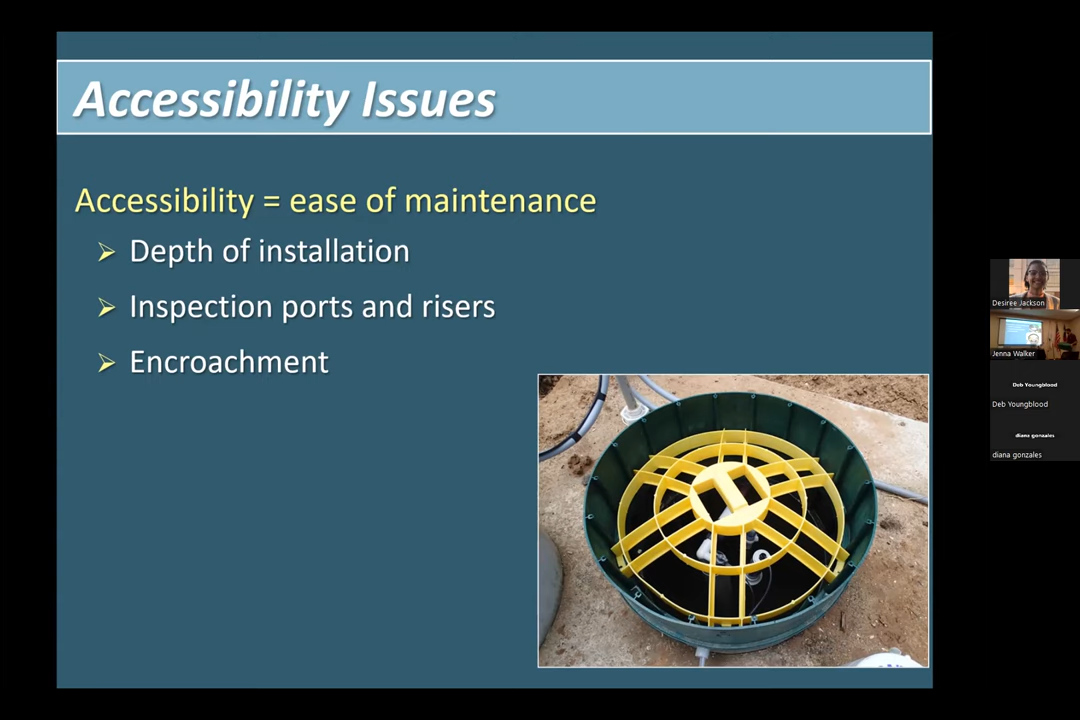 Accessibility Issues
Accessibility = ease of maintenance
Depth of installation
Inspection ports and risers
Encroachment
Desiree Jackson
Jenna Walker
Deb Youngblood
Deb Youngblood
diana gonzales
diana gonzales